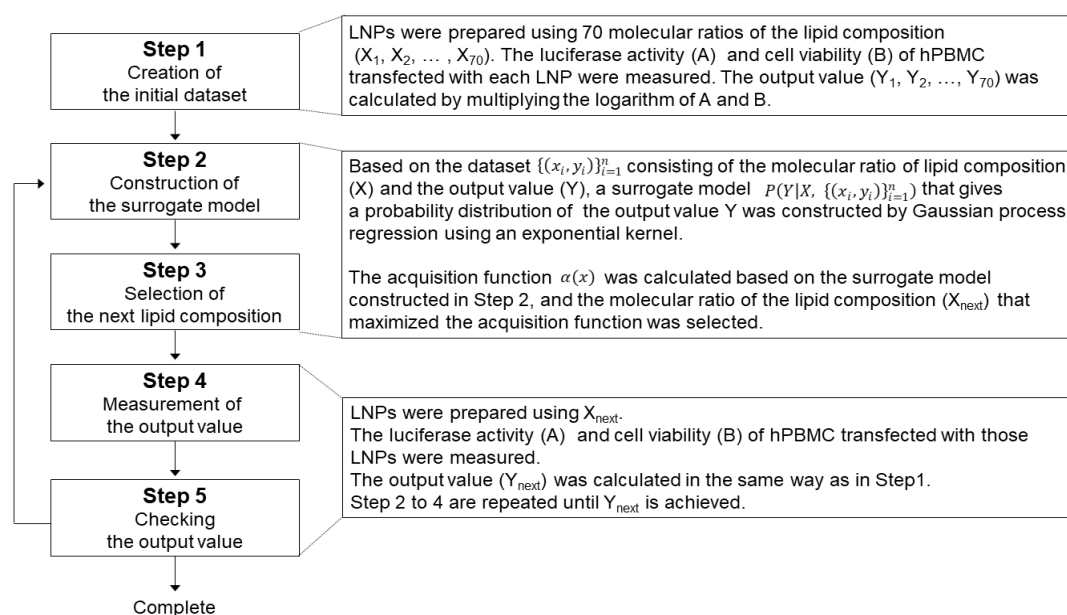 Step 1
Creation of
the initial dataset
LNPs were prepared using 70 molecular ratios of the lipid composition
(X₁, X₂, … , X₇₀). The luciferase activity (A) and cell viability (B) of hPBMC
transfected with each LNP were measured. The output value (Y₁, Y₂, …, Y₇₀) was
calculated by multiplying the logarithm of A and B.
Step 2
Construction of
the surrogate model
Step 3
Selection of
the next lipid composition
Based on the dataset {(xᵢ, yᵢ)}ⁿᵢ₌₁ consisting of the molecular ratio of lipid composition
(X) and the output value (Y), a surrogate model P(Y|X, {(xᵢ, yᵢ)}ⁿᵢ₌₁) that gives
a probability distribution of the output value Y was constructed by Gaussian process
regression using an exponential kernel.
The acquisition function α(x) was calculated based on the surrogate model
constructed in Step 2, and the molecular ratio of the lipid composition (Xnext) that
maximized the acquisition function was selected.
Step 4
Measurement of
the output value
Step 5
Checking
the output value
LNPs were prepared using Xnext.
The luciferase activity (A) and cell viability (B) of hPBMC transfected with those
LNPs were measured.
The output value (Ynext) was calculated in the same way as in Step1.
Step 2 to 4 are repeated until Ynext is achieved.
Complete